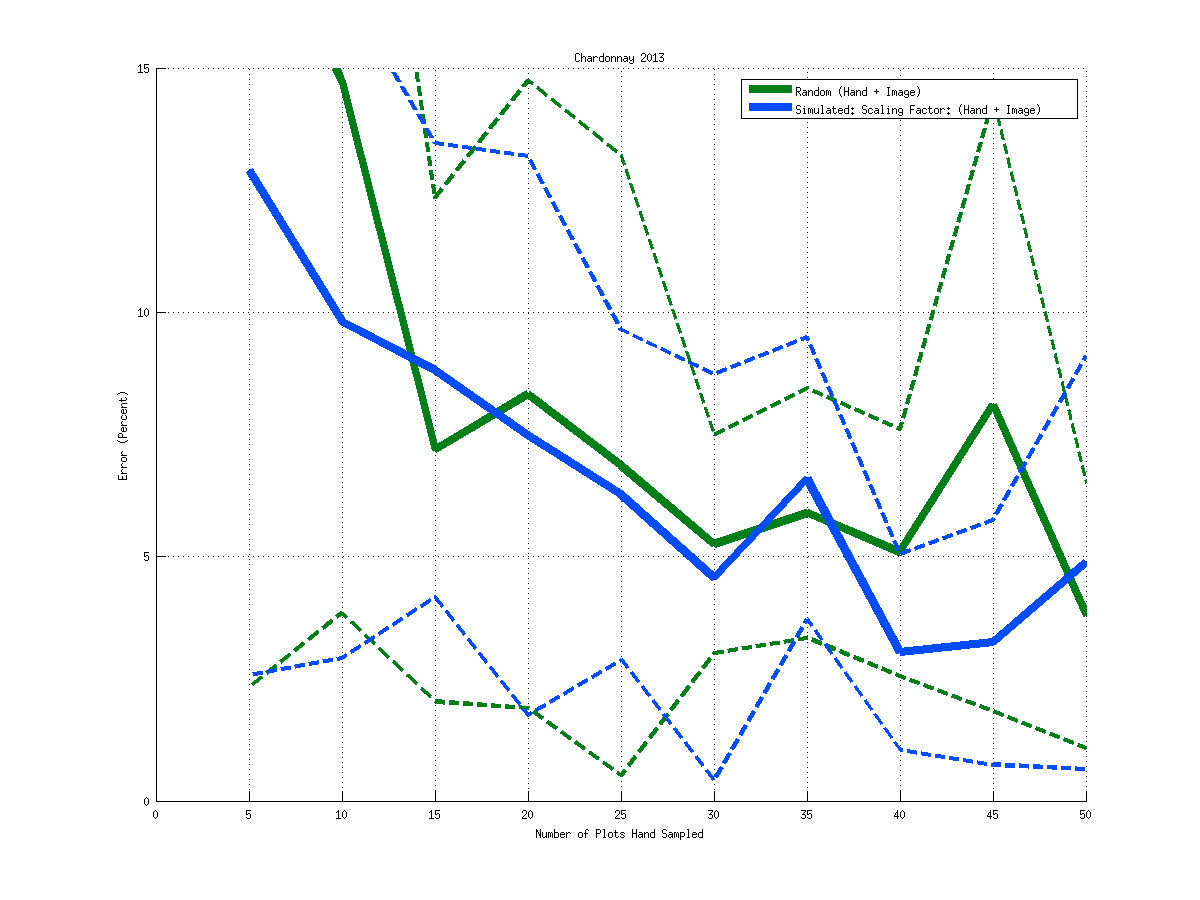 Chardonnay 2013
15
Random (Hand + Image)
Simulated: Scaling Factor: (Hand + Image)
10
Error (Percent)
5
0
0 5 10 15 20 25 30 35 40 45 50
Number of Plots Hand Sampled